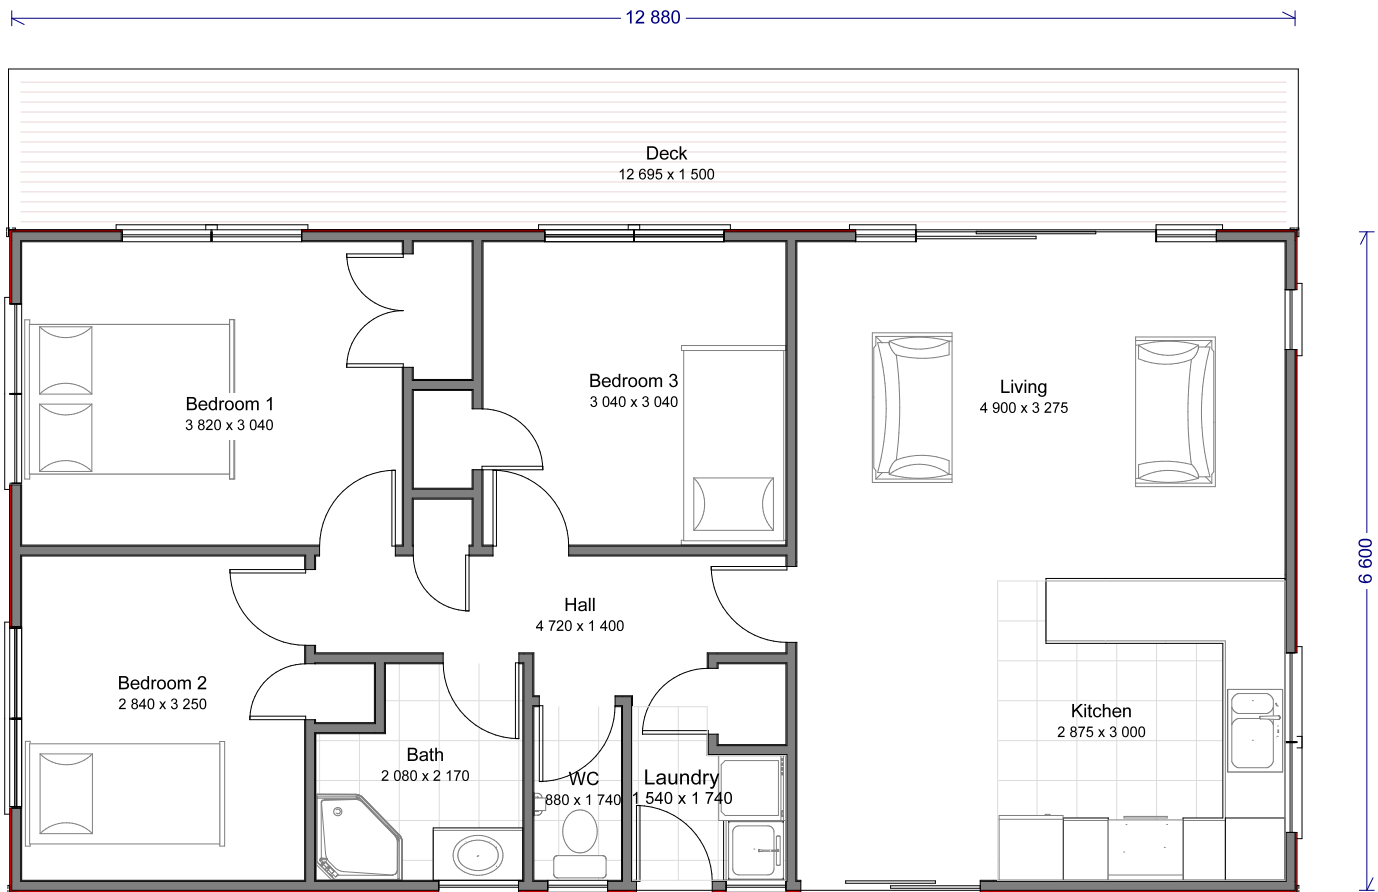 12 880
Deck
12 695 x 1 500
Bedroom 1
3 820 x 3 040
Bedroom 3
3 040 x 3 040
Living
4 900 x 3 275
6 600
Hall
4 720 x 1 400
Bedroom 2
2 840 x 3 250
Kitchen
2 875 x 3 000
Bath
2 080 x 2 170
WC
880 x 1 740
Laundry
1 540 x 1 740